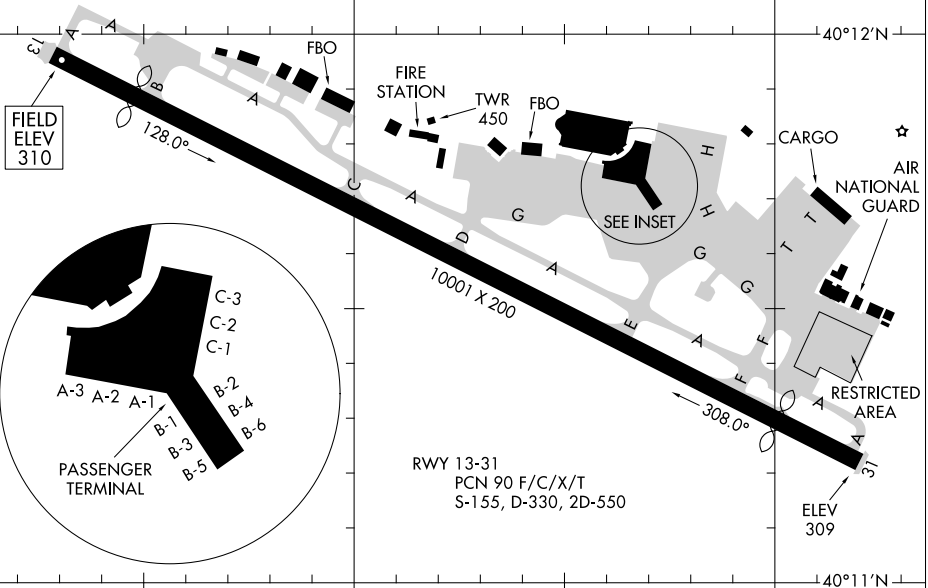 40°12'N
13
A
A
FBO
FIELD
ELEV
310
B
A
FIRE
STATION
TWR
450
FBO
128.0°
CARGO
H
AIR
NATIONAL
GUARD
C
A
G
H
SEE INSET
T
T
D
A
G
G
10001 X 200
E
A
F
F
C-3
C-2
C-1
A-3
A-2
A-1
B-2
B-4
B-6
B-1
B-3
B-5
PASSENGER
TERMINAL
308.0°
A
RESTRICTED
AREA
A
31
RWY 13-31
PCN 90 F/C/X/T
S-155, D-330, 2D-550
ELEV
309
40°11'N